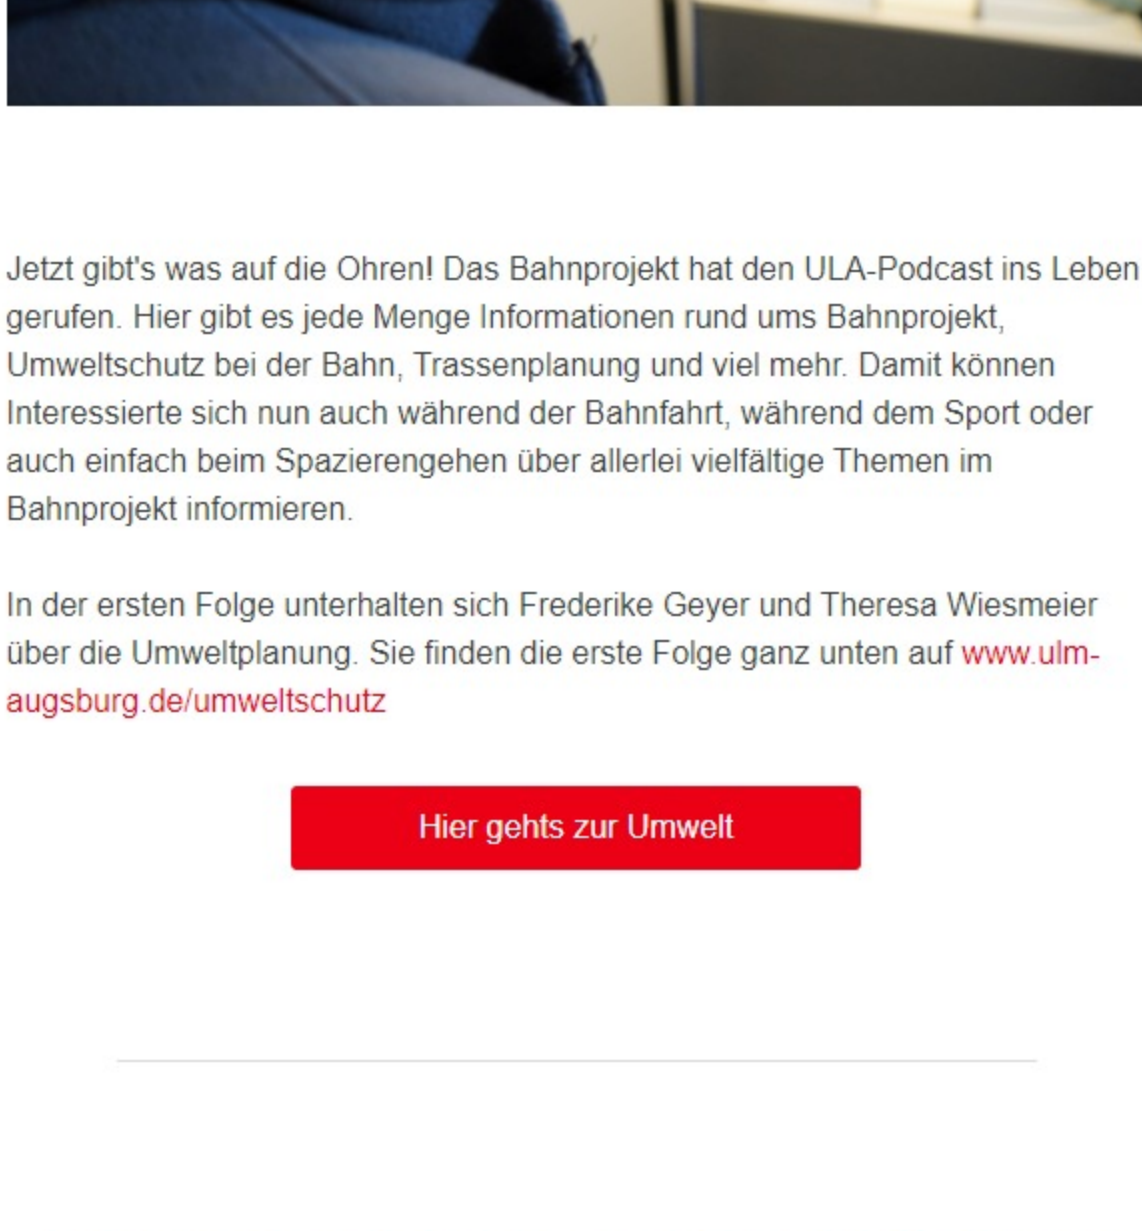 Jetzt gibt's was auf die Ohren! Das Bahnprojekt hat den ULA-Podcast ins Leben
gerufen. Hier gibt es jede Menge Informationen rund ums Bahnprojekt,
Umweltschutz bei der Bahn, Trassenplanung und viel mehr. Damit können
Interessierte sich nun auch während der Bahnfahrt, während dem Sport oder
auch einfach beim Spazierengehen über allerlei vielfältige Themen im
Bahnprojekt informieren.
In der ersten Folge unterhalten sich Frederike Geyer und Theresa Wiesmeier
über die Umweltplanung. Sie finden die erste Folge ganz unten auf www.ulm-
augsburg.de/umweltschutz
Hier gehts zur Umwelt